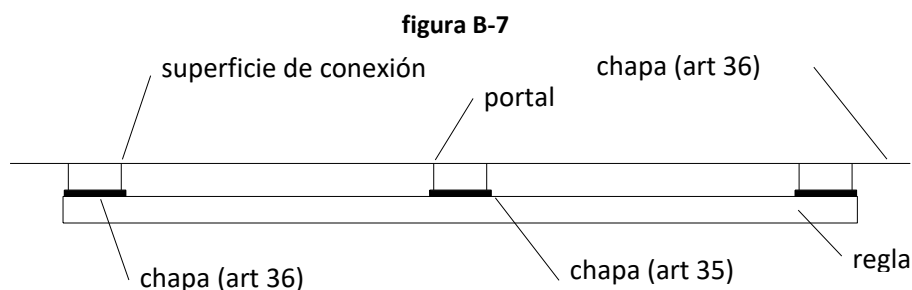 figura B-7
superficie de conexión
chapa (art 36)
portal
regla
chapa (art 36)
chapa (art 35)